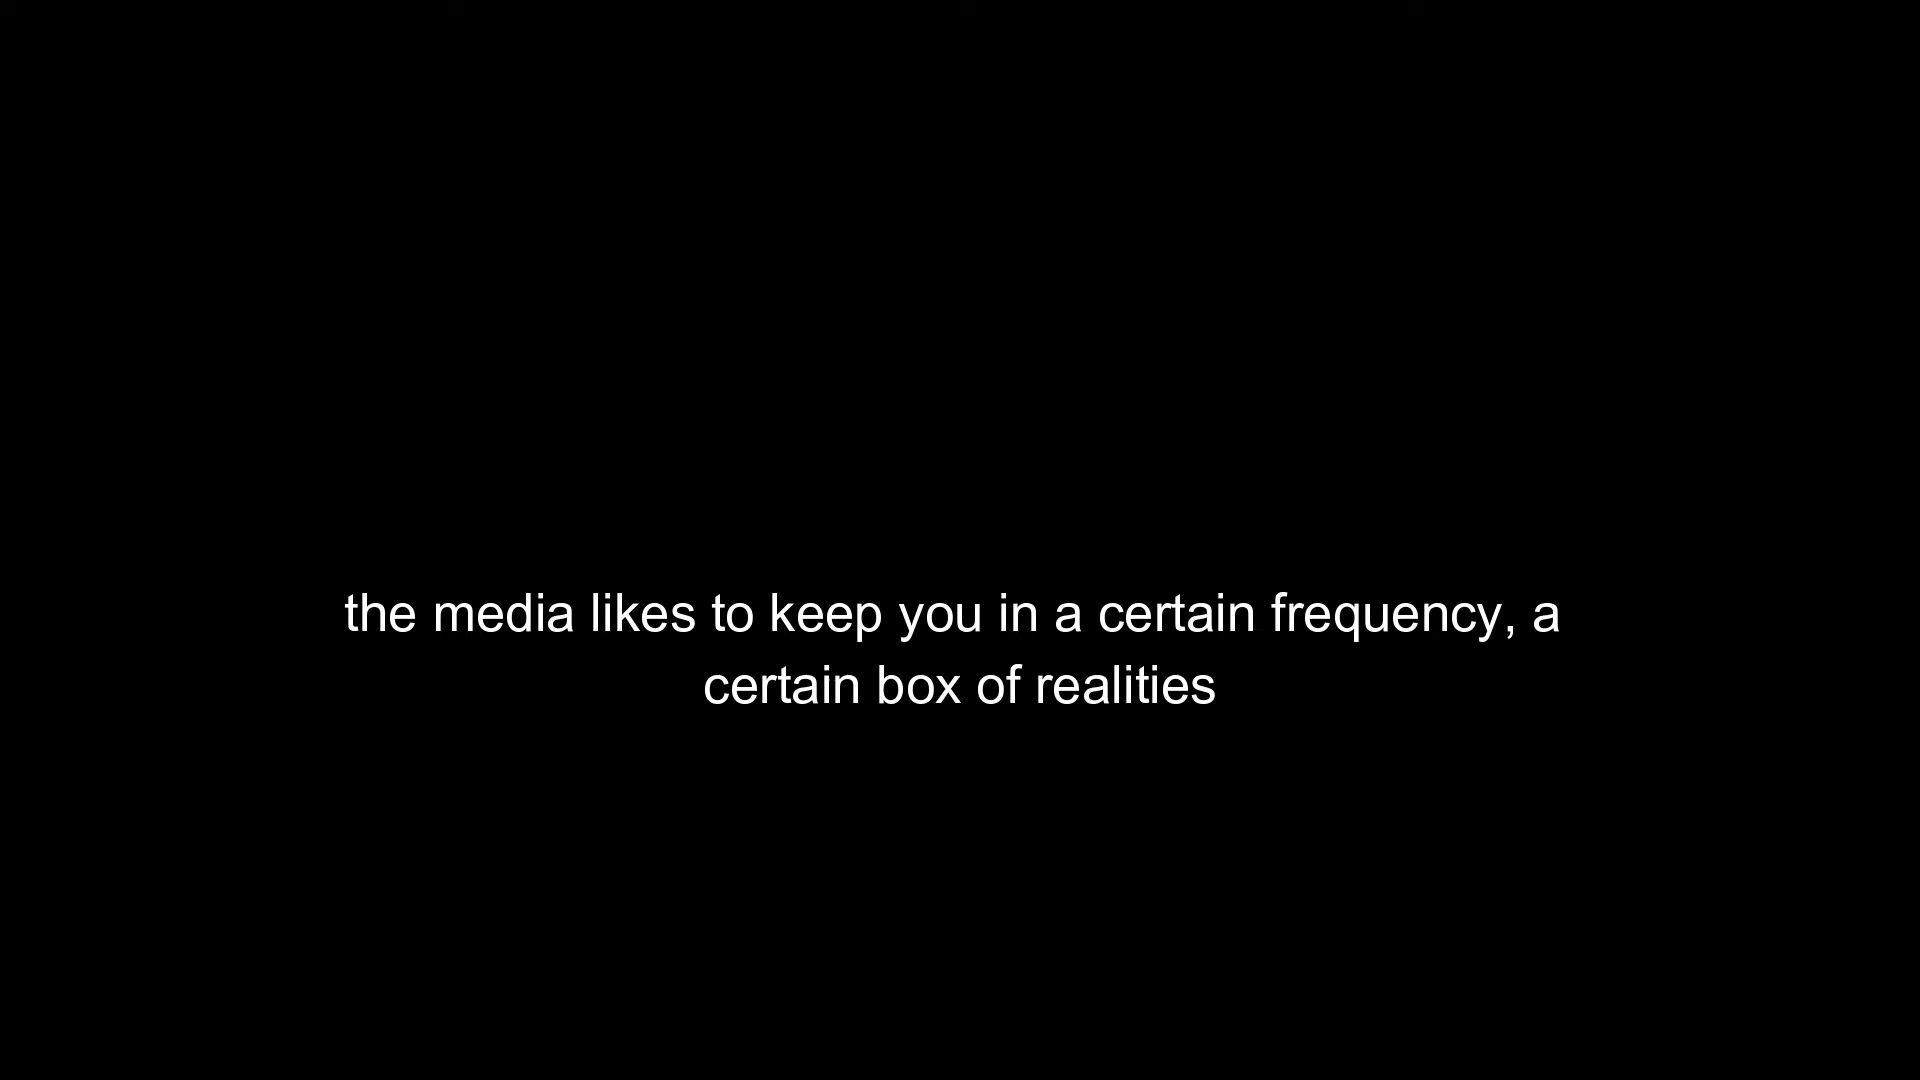 the media likes to keep you in a certain frequency, a
certain box of realities